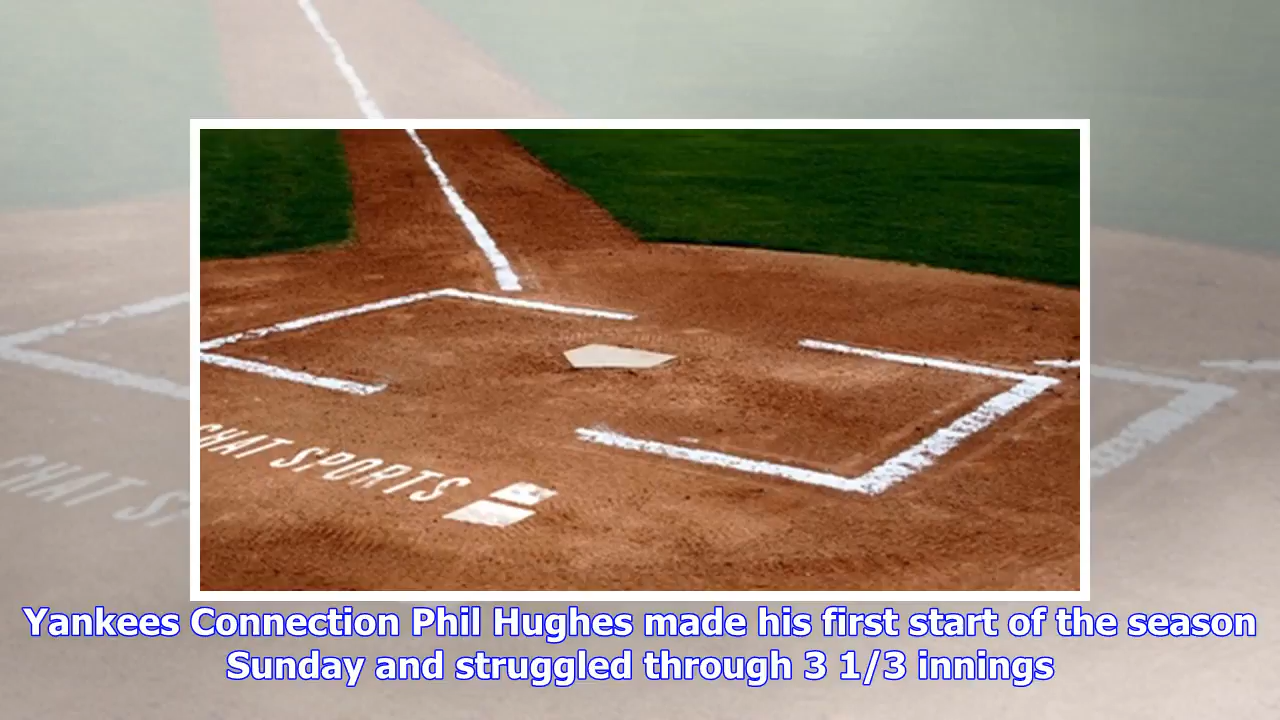 CHAT SPORTS
Yankees Connection Phil Hughes made his first start of the season
Sunday and struggled through 3 1/3 innings